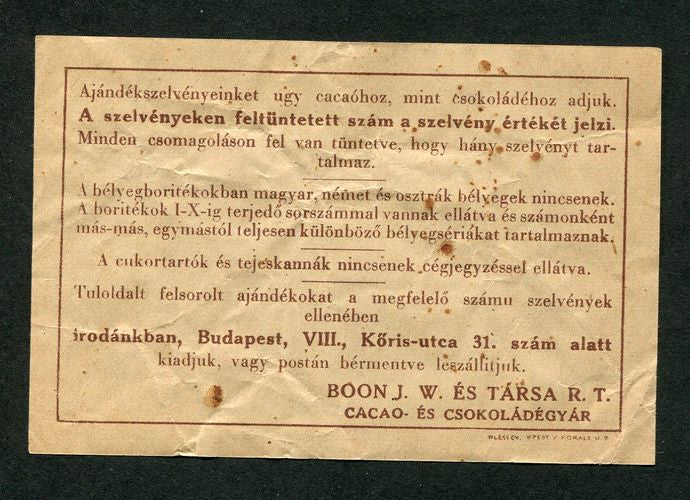 Ajándékszelvényeinket ugy cacaóhoz, mint csokoládéhoz adjuk.
A szelvényeken feltüntetett szám a szelvény értékét jelzi.
Minden csomagoláson fel van tüntetve, hogy hány szelvényt tar-
talmaz.
A bélyegboritékokban magyar, német és osztrák bélyegek nincsenek.
A boritékok I-X-ig terjedő sorszámmal vannak ellátva és számonként
más-más, egymástól teljesen különböző bélyegsériákat tartalmaznak.
A cukortartók és tejeskannák nincsenek cégjegyzéssel ellátva.
Tuloldalt felsorolt ajándékokat a megfelelő számu szelvények
ellenében
irodánkban, Budapest, VIII., Kőris-utca 31. szám alatt
kiadjuk, vagy postán bérmentve leszállitjuk.
BOON J. W. ÉS TÁRSA R. T.
CACAO- ÉS CSOKOLÁDÉGYÁR